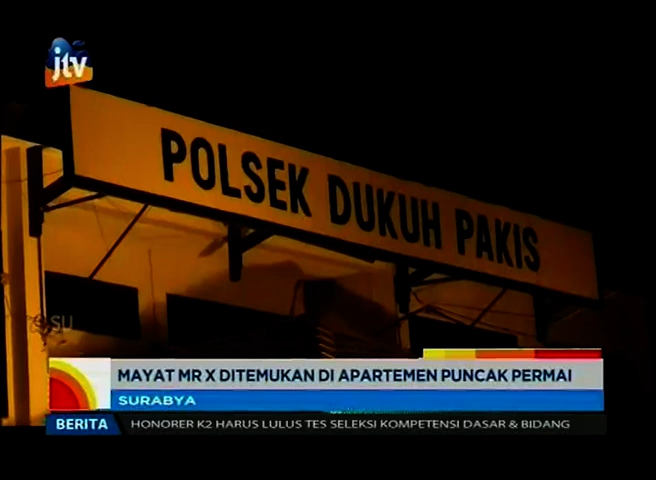 jtv
POLSEK DUKUH PAKIS
MAYAT MR X DITEMUKAN DI APARTEMEN PUNCAK PERMAI
SURABYA
BERITA HONORER K2 HARUS LULUS TES SELEKSI KOMPETENSI DASAR & BIDANG